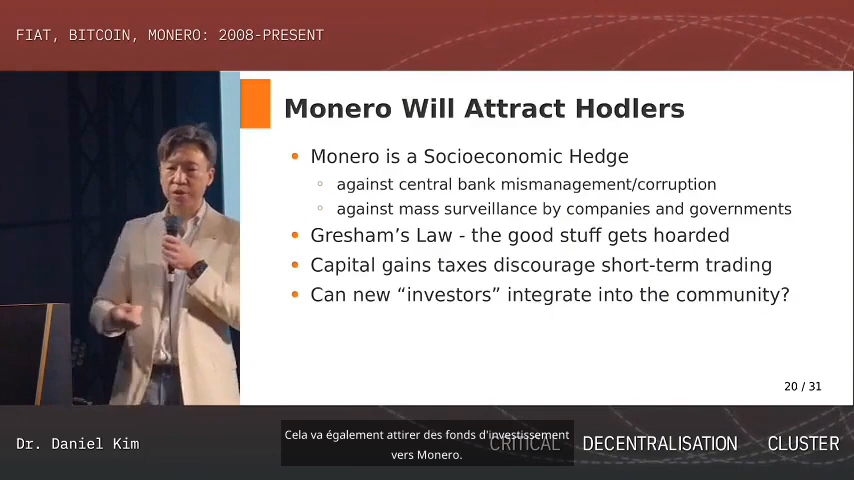 FIAT, BITCOIN, MONERO: 2008-PRESENT
Monero Will Attract Hodlers
• Monero is a Socioeconomic Hedge
◦ against central bank mismanagement/corruption
◦ against mass surveillance by companies and governments
• Gresham’s Law - the good stuff gets hoarded
• Capital gains taxes discourage short-term trading
• Can new “investors” integrate into the community?
20 / 31
Dr. Daniel Kim
Cela va également attirer des fonds d'investissement
vers Monero.
CRITICAL DECENTRALISATION CLUSTER